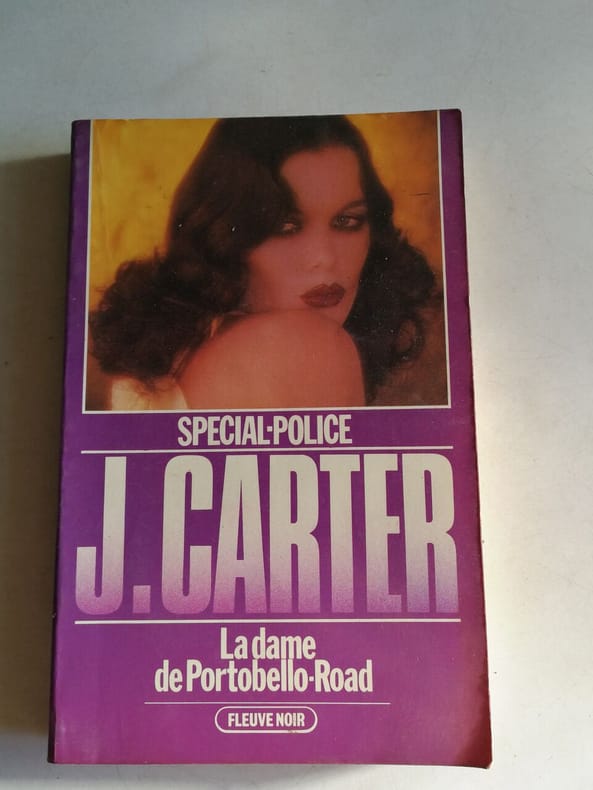 SPECIAL-POLICE
J.CARTER
La dame
de Portobello-Road
FLEUVE NOIR